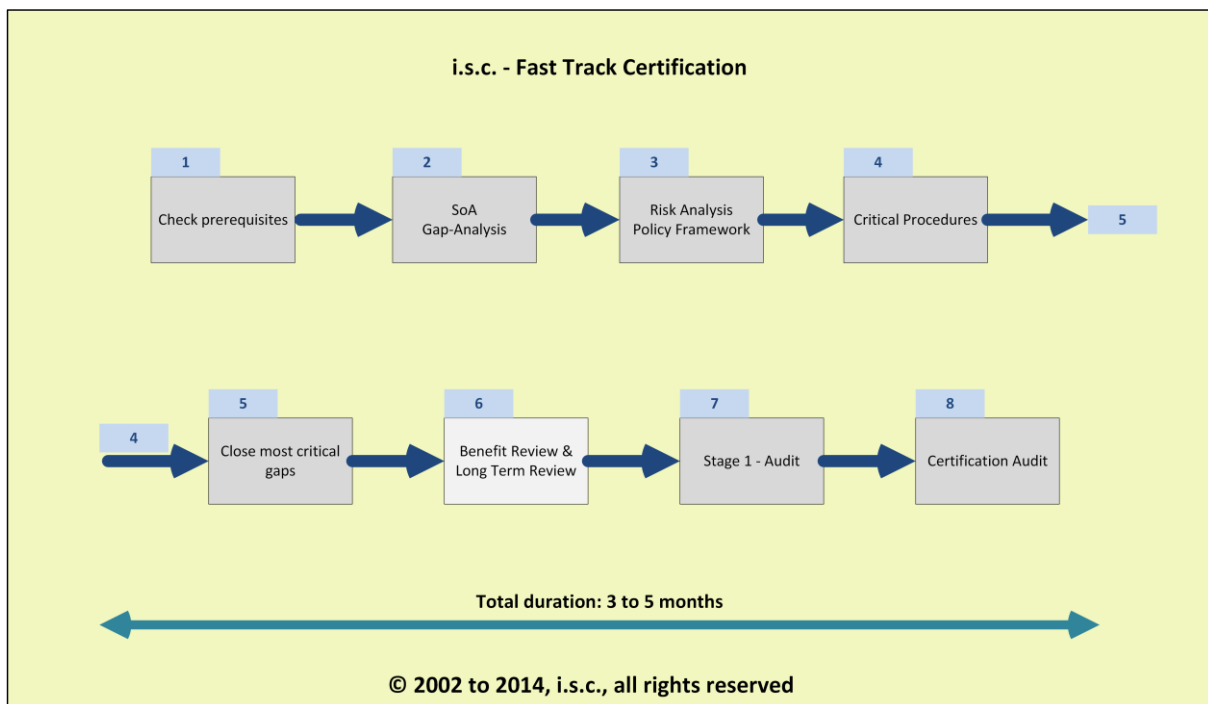 i.s.c. - Fast Track Certification
1
Check prerequisites
2
SoA
Gap-Analysis
3
Risk Analysis
Policy Framework
4
Critical Procedures
5
4
5
Close most critical
gaps
6
Benefit Review &
Long Term Review
7
Stage 1 - Audit
8
Certification Audit
Total duration: 3 to 5 months
© 2002 to 2014, i.s.c., all rights reserved